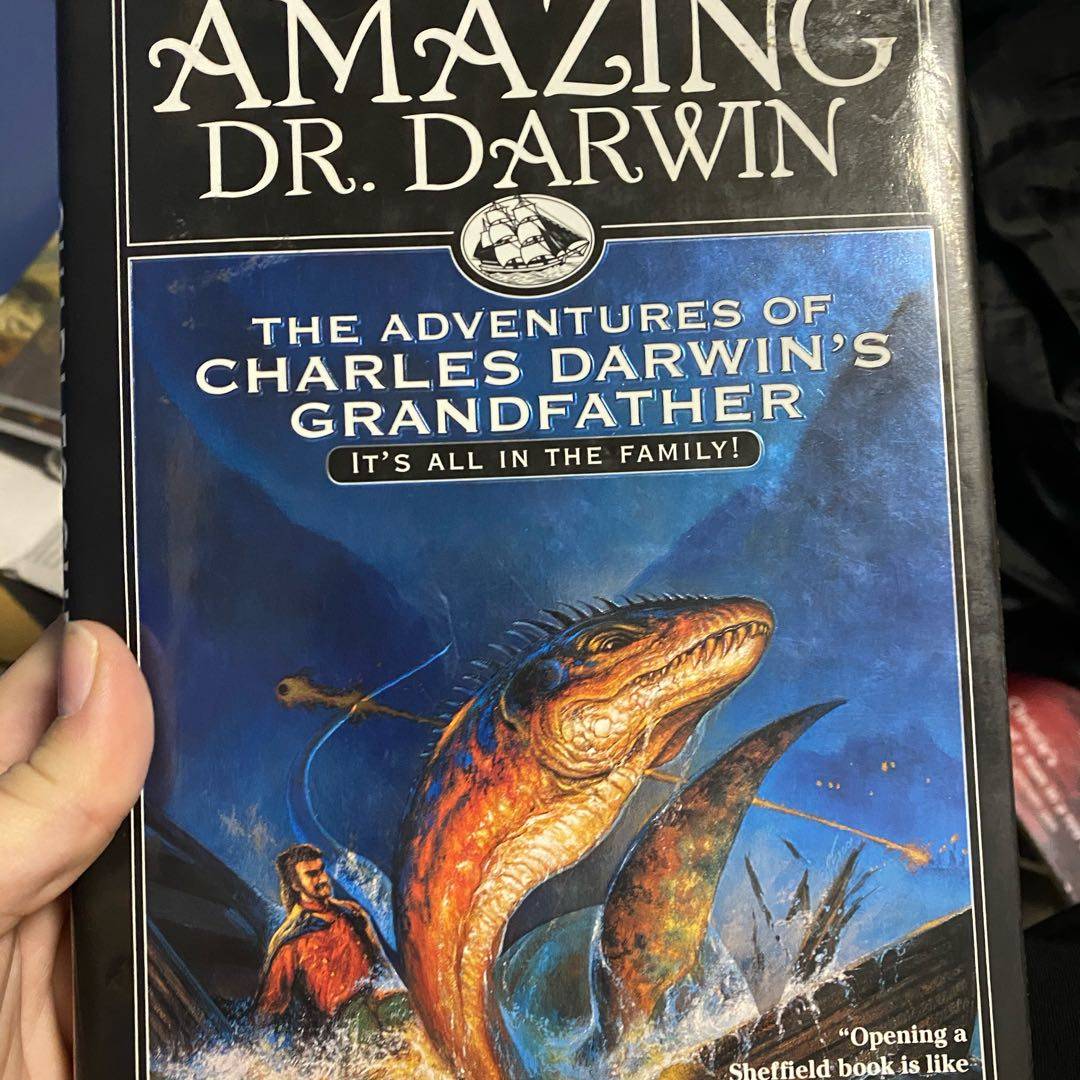 AMAZING
DR. DARWIN
THE ADVENTURES OF
CHARLES DARWIN'S
GRANDFATHER
IT'S ALL IN THE FAMILY!
"Opening a
Sheffield book is like